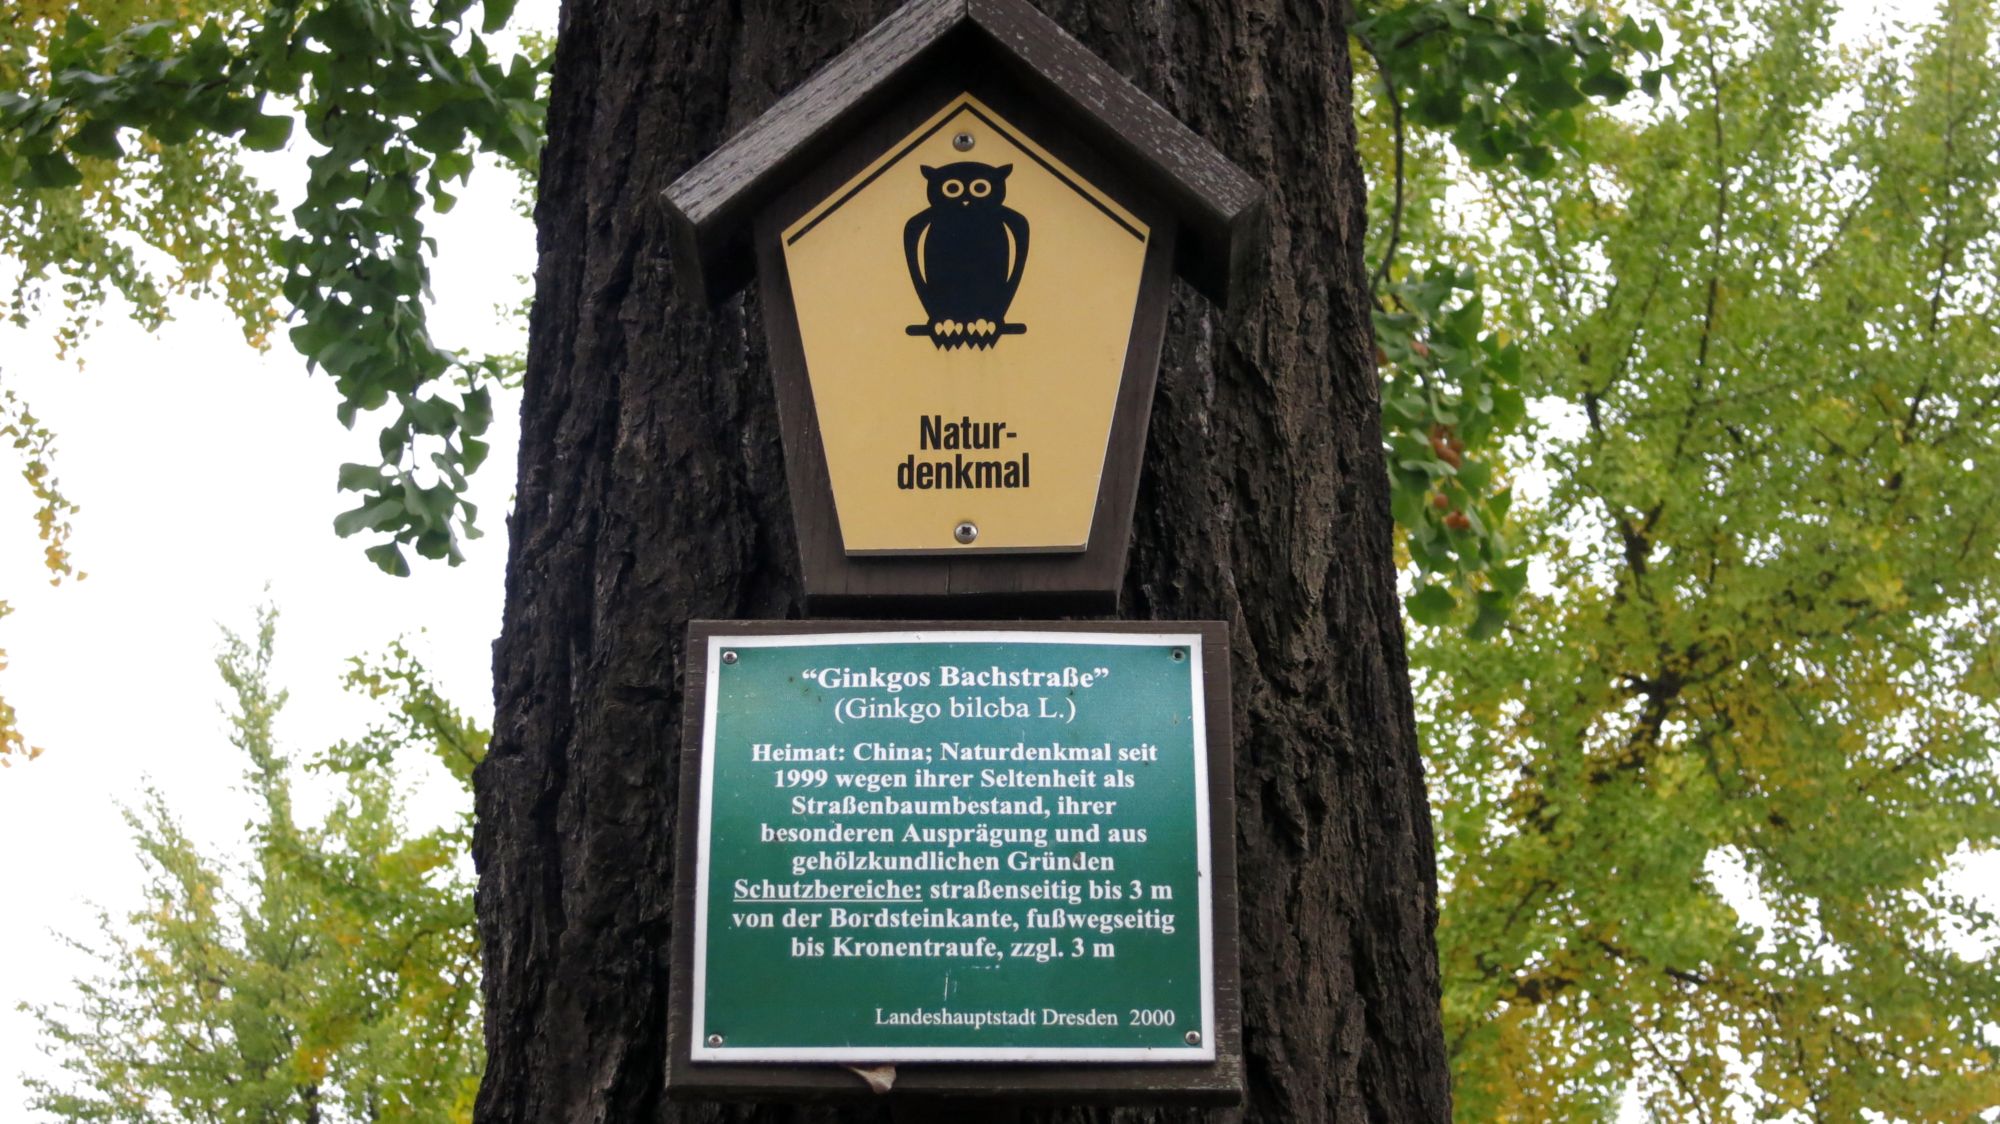 Natur-
denkmal
“Ginkgos Bachstraße”
(Ginkgo biloba L.)
Heimat: China; Naturdenkmal seit
1999 wegen ihrer Seltenheit als
Straßenbaumbestand, ihrer
besonderen Ausprägung und aus
gehölzkundlichen Gründen
Schutzbereiche: straßenseitig bis 3 m
von der Bordsteinkante, fußwegseitig
bis Kronentraufe, zzgl. 3 m
Landeshauptstadt Dresden 2000